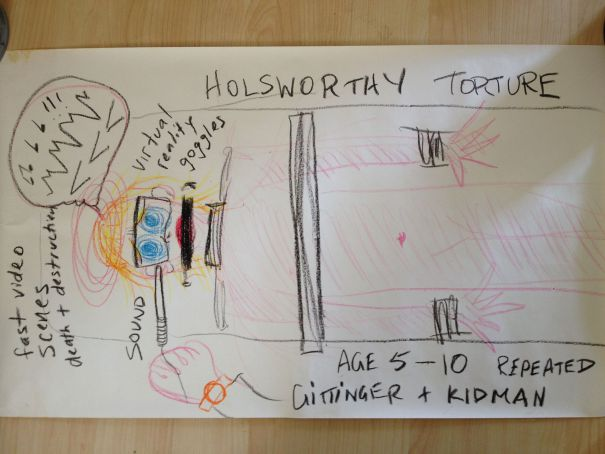 HOLSWORTHY TORTURE
virtual
reality
goggles
fast video
scenes
death + destruction
SOUND
AGE 5-10 REPEATED
GITTINGER + KIDMAN